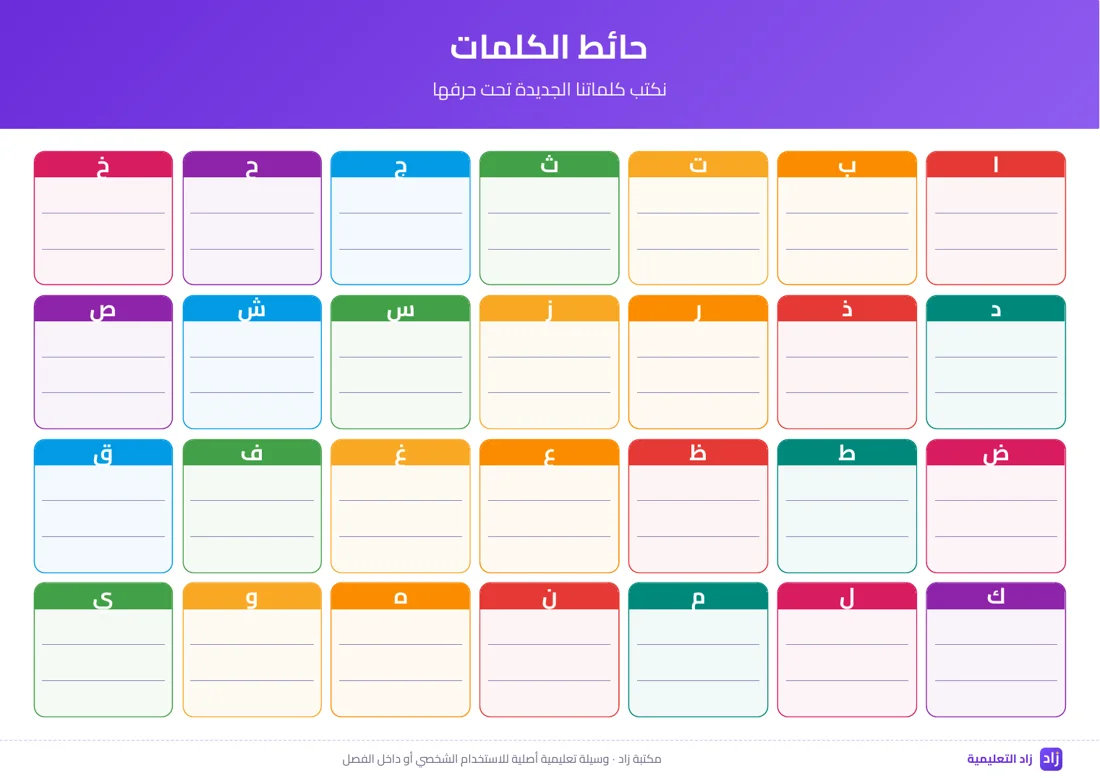 حائط الكلمات
نكتب كلماتنا الجديدة تحت حرفها
ا ب ت ث ج ح خ
د ذ ر ز س ش ص
ض ط ظ ع غ ف ق
ك ل م ن ه و ي
زاد زاد التعليمية
مكتبة زاد · وسيلة تعليمية أصلية للاستخدام الشخصي أو داخل الفصل